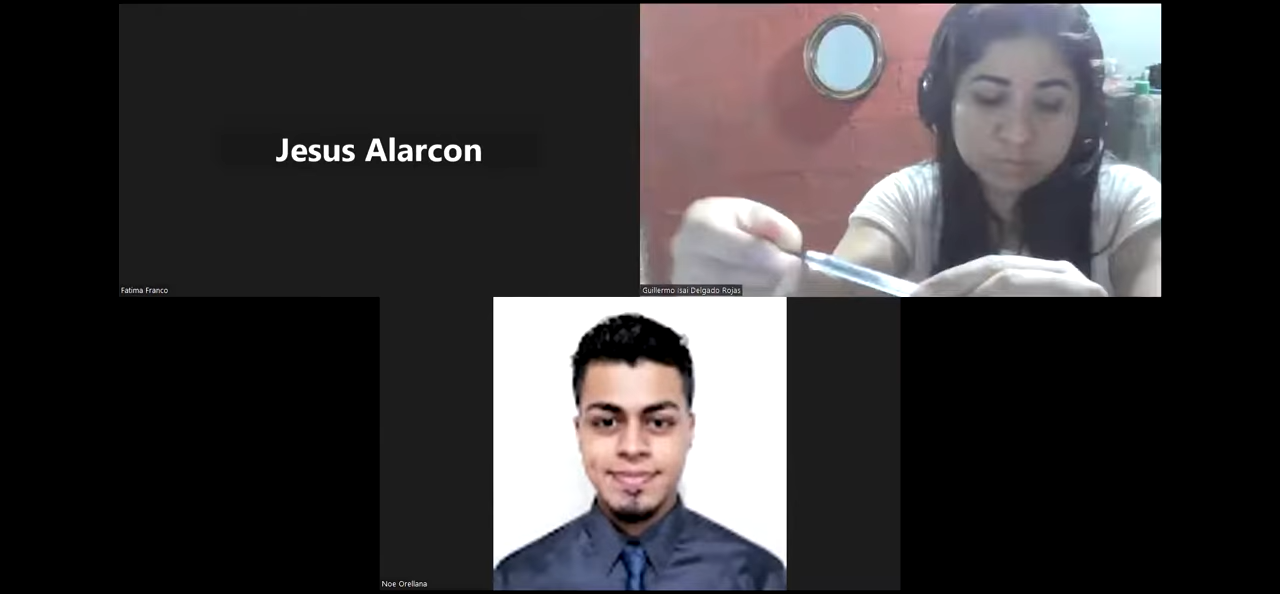 Jesus Alarcon
Fatima Franco
Guillermo isai Delgado Rojas
Noe Orellana